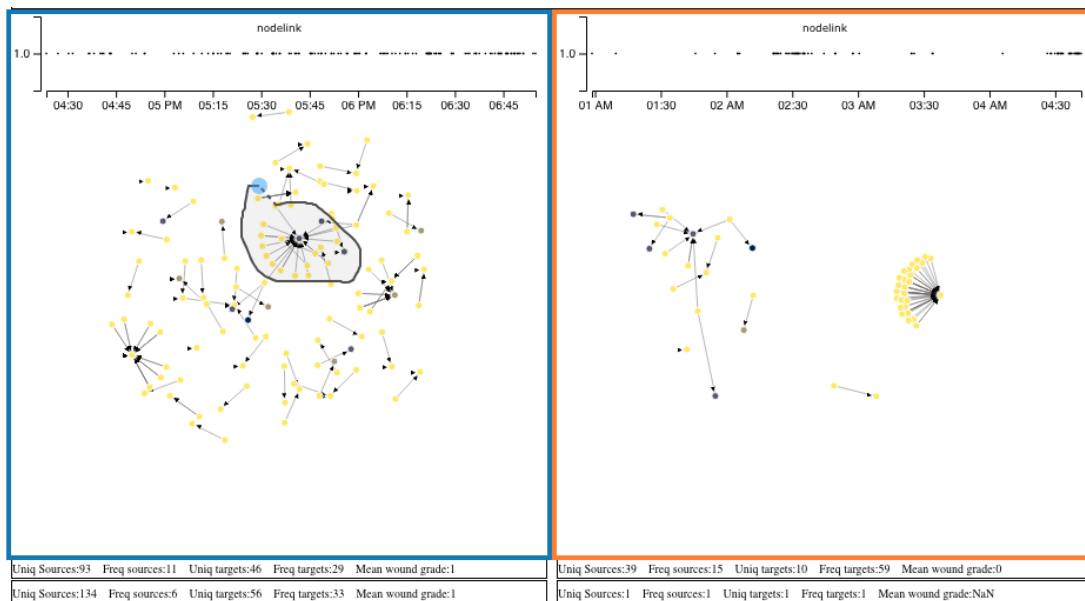 nodelink
1.0
04:30 04:45 05 PM 05:15 05:30 05:45 06 PM 06:15 06:30 06:45
Uniq Sources:93 Freq sources:11 Uniq targets:46 Freq targets:29 Mean wound grade:1
Uniq Sources:134 Freq sources:6 Uniq targets:56 Freq targets:33 Mean wound grade:1
nodelink
1.0
01 AM 01:30 02 AM 02:30 03 AM 03:30 04 AM 04:30
Uniq Sources:39 Freq sources:15 Uniq targets:10 Freq targets:59 Mean wound grade:0
Uniq Sources:1 Freq sources:1 Uniq targets:1 Freq targets:1 Mean wound grade:NaN